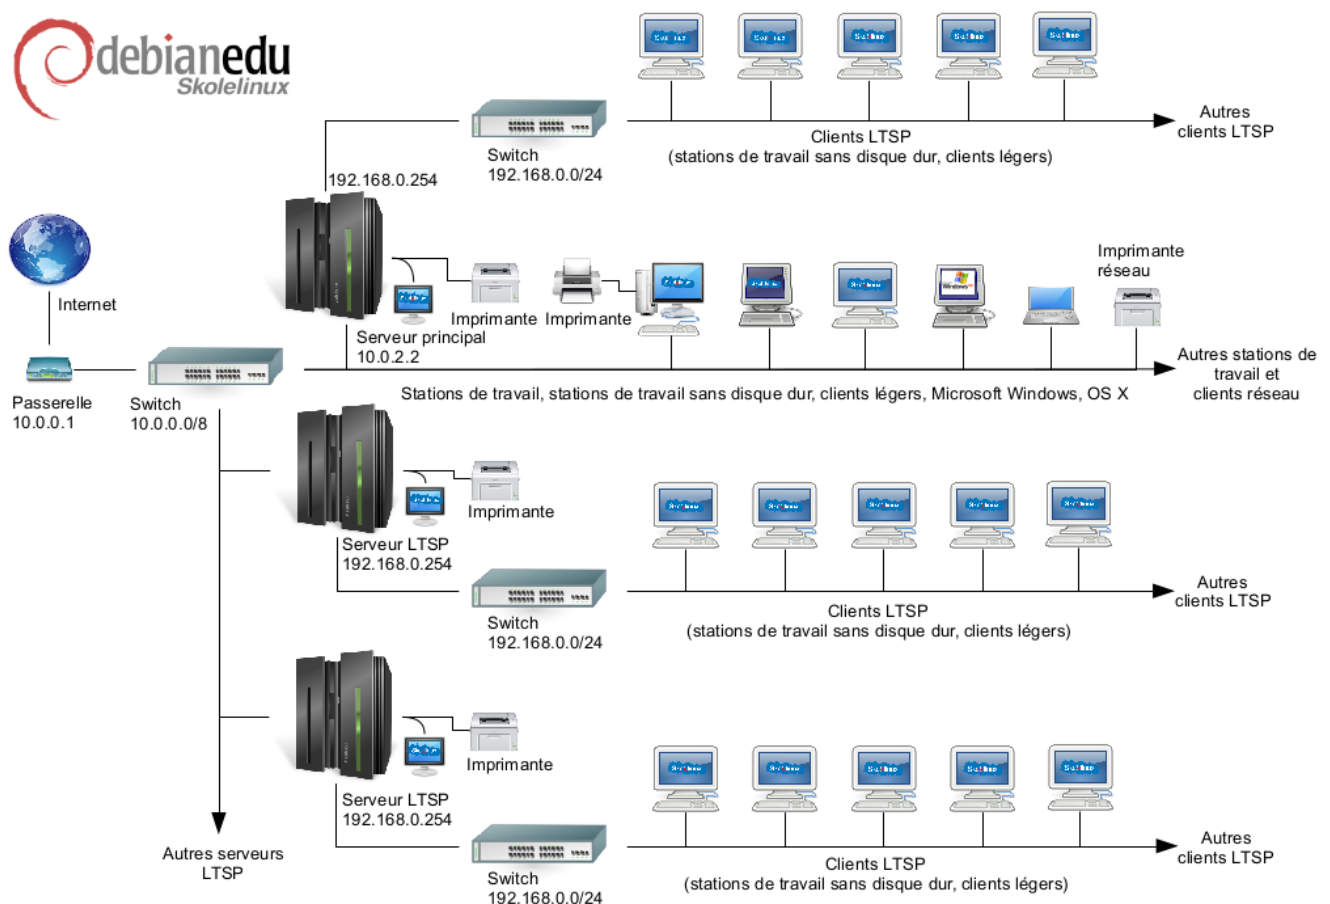 debianedu
Skolelinux
Autres
clients LTSP
Clients LTSP
(stations de travail sans disque dur, clients légers)
Switch
192.168.0.0/24
192.168.0.254
Internet
Imprimante
Imprimante
Imprimante
réseau
Serveur principal
10.0.2.2
Passerelle
10.0.0.1
Switch
10.0.0.0/8
Windows
Autres stations de
travail et
clients réseau
Stations de travail, stations de travail sans disque dur, clients légers, Microsoft Windows, OS X
Imprimante
Serveur LTSP
192.168.0.254
Switch
192.168.0.0/24
Clients LTSP
(stations de travail sans disque dur, clients légers)
Autres
clients LTSP
Imprimante
Serveur LTSP
192.168.0.254
Switch
192.168.0.0/24
Clients LTSP
(stations de travail sans disque dur, clients légers)
Autres
clients LTSP
Autres serveurs
LTSP